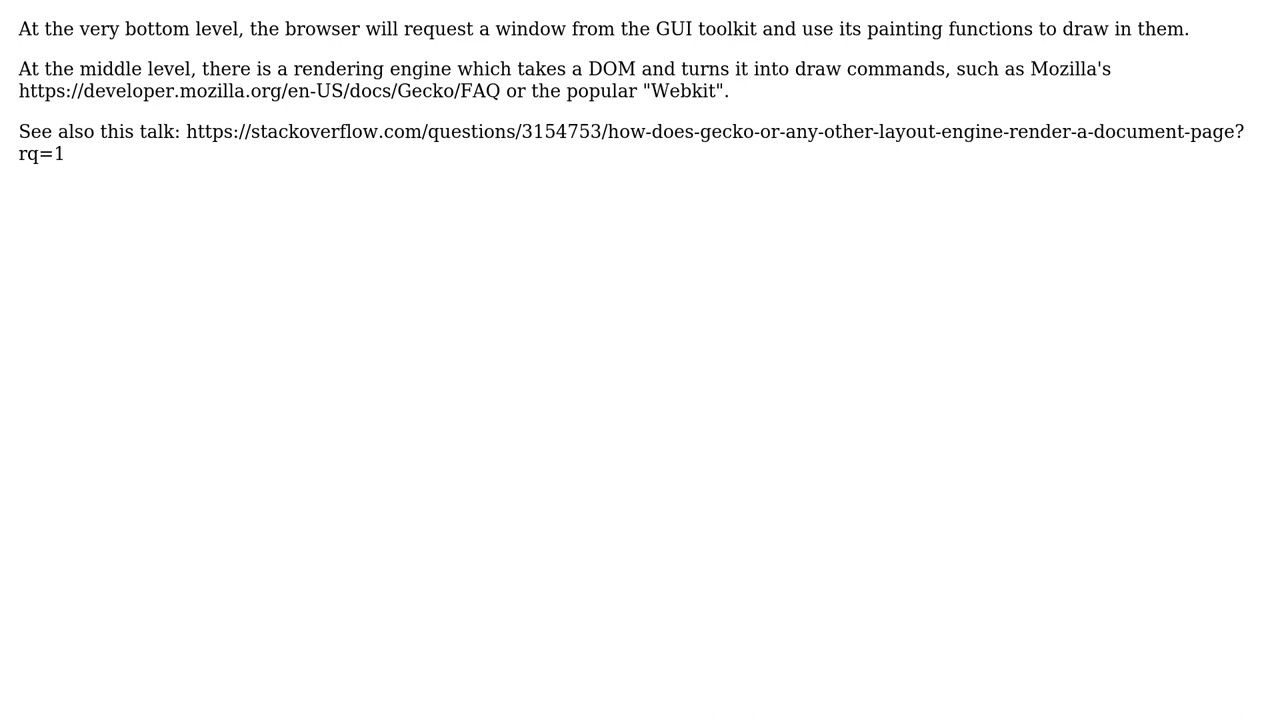 At the very bottom level, the browser will request a window from the GUI toolkit and use its painting functions to draw in them.
At the middle level, there is a rendering engine which takes a DOM and turns it into draw commands, such as Mozilla's
https://developer.mozilla.org/en-US/docs/Gecko/FAQ or the popular "Webkit".
See also this talk: https://stackoverflow.com/questions/3154753/how-does-gecko-or-any-other-layout-engine-render-a-document-page?
rq=1